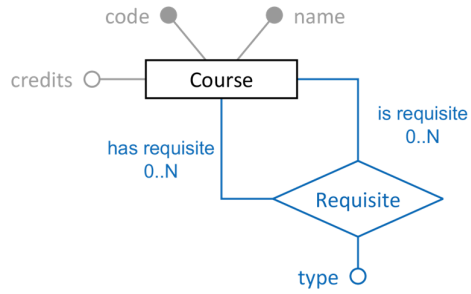 code
name
credits
Course
is requisite
0..N
has requisite
0..N
Requisite
type